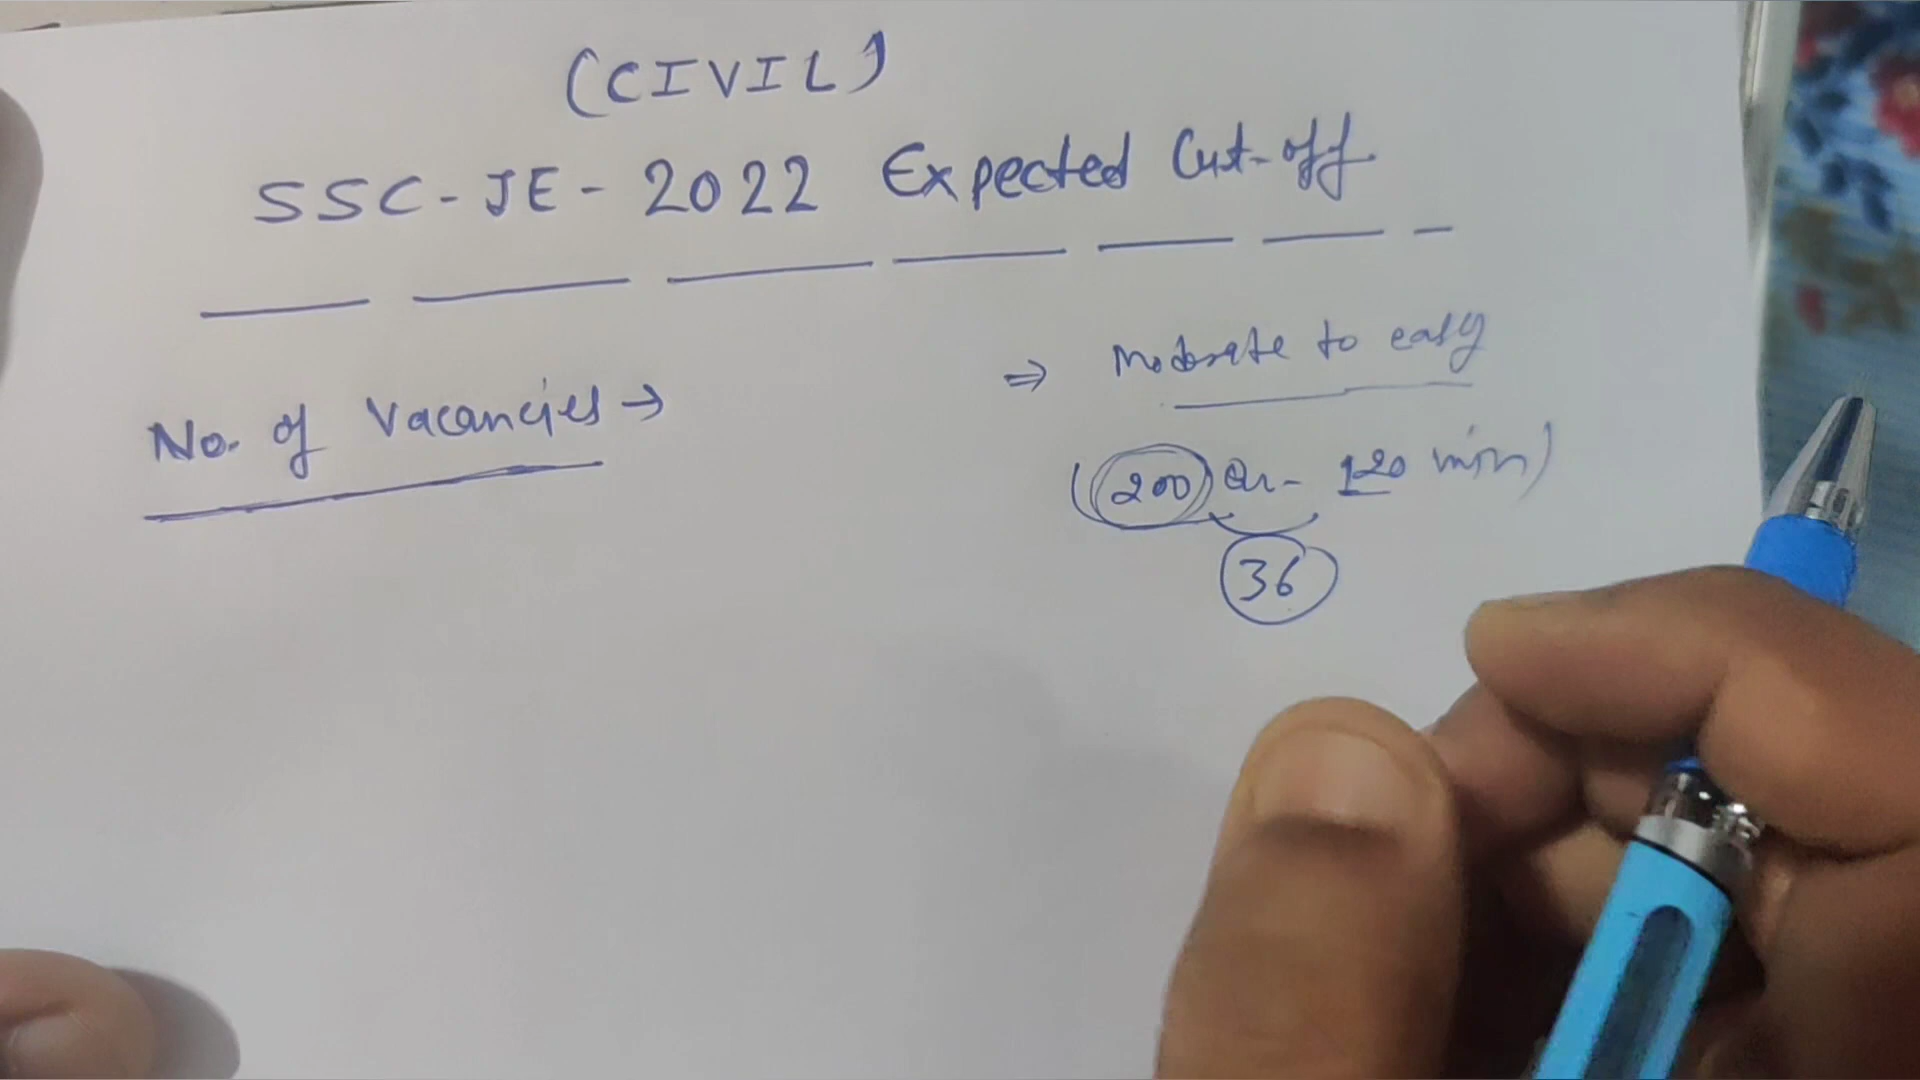 (CIVIL)
SSC-JE-2022 Expected Cut-off
No. of Vacancies →
⇒ Moderate to easy
(200 Qn- 120 min)
36